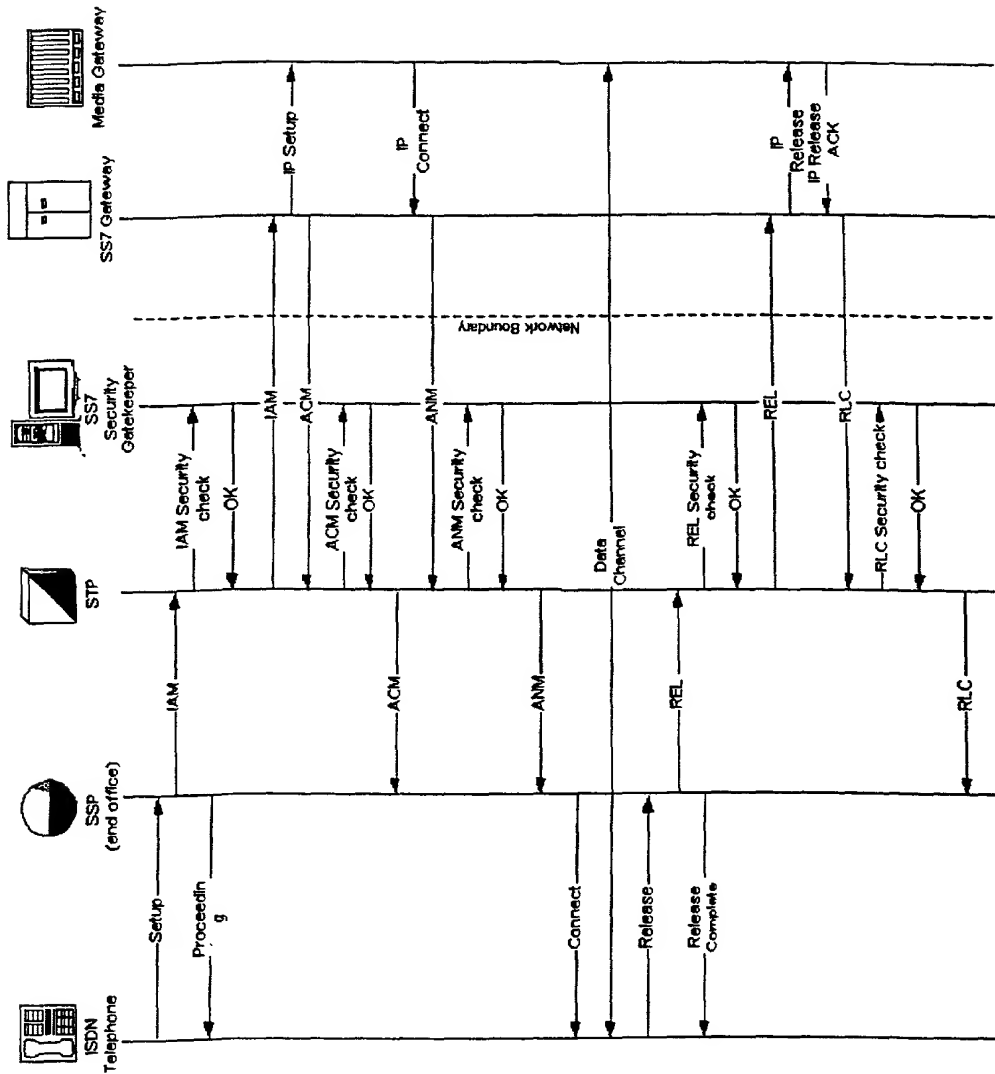 ISDN
Telephone
SSP
(end office)
STP
SS7
Security
Gatekeeper
SS7 Gateway
Media Gateway
Setup
IAM
Proceedin
g
IAM Security
check
OK
IAM
IP Setup
ACM
ACM Security
check
OK
ACM
IP
Connect
ANM
ANM Security
check
OK
ANM
Connect
Network Boundary
Data
Channel
Release
REL
Release
Complete
REL Security
check
OK
REL
IP
Release
IP Release
ACK
RLC
RLC Security check
OK
RLC